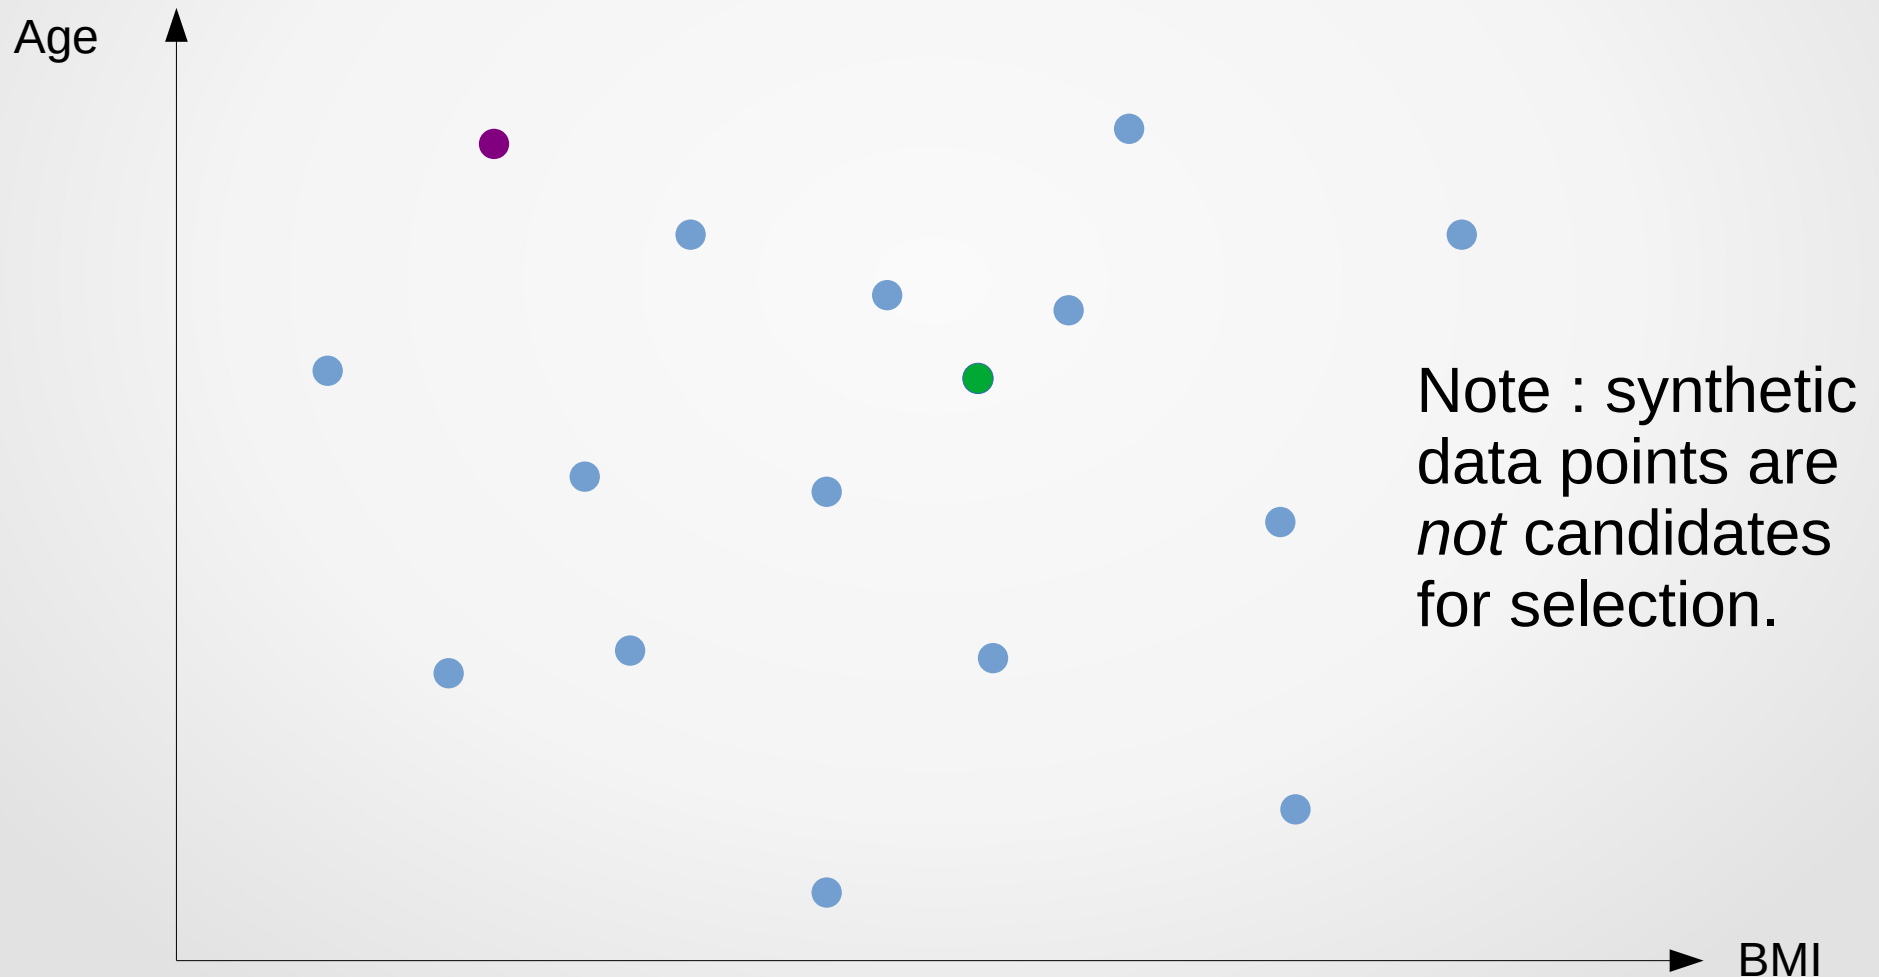 Age
Note : synthetic
data points are
not candidates
for selection.
BMI